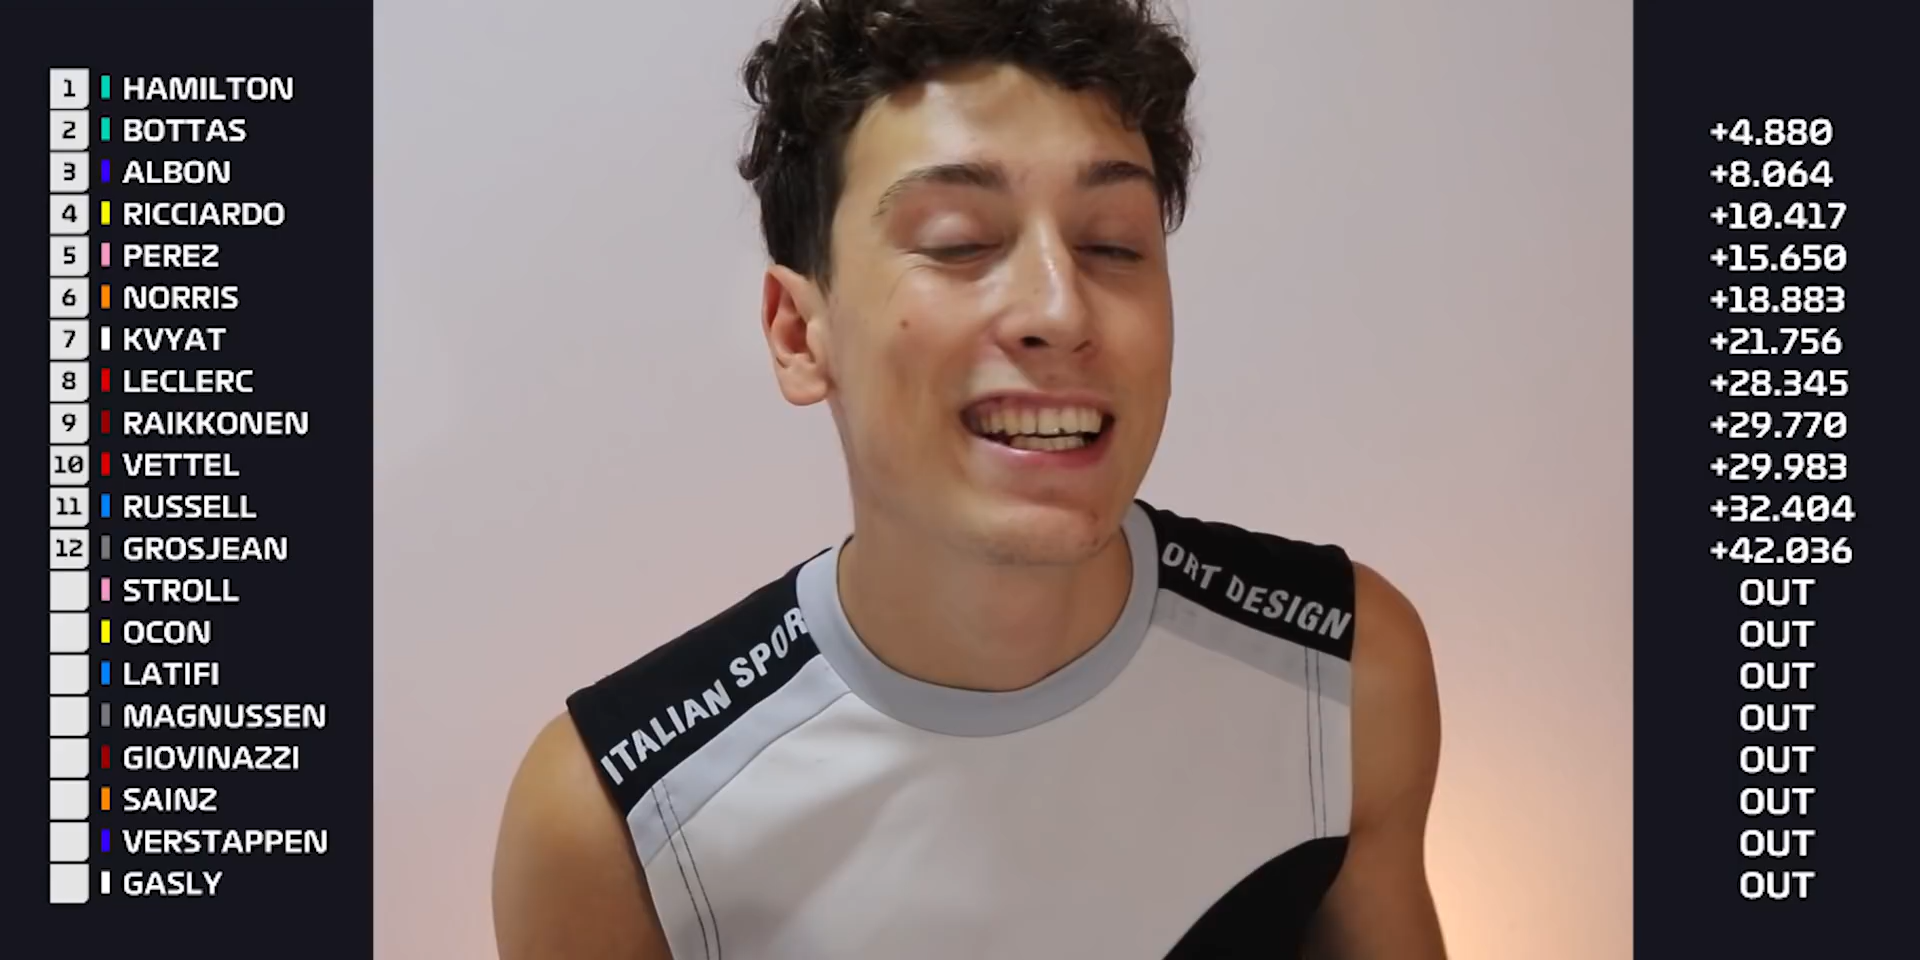 1 HAMILTON
2 BOTTAS +4.880
3 ALBON +8.064
4 RICCIARDO +10.417
5 PEREZ +15.650
6 NORRIS +18.883
7 KVYAT +21.756
8 LECLERC +28.345
9 RAIKKONEN +29.770
10 VETTEL +29.983
11 RUSSELL +32.404
12 GROSJEAN +42.036
STROLL OUT
OCON OUT
LATIFI OUT
MAGNUSSEN OUT
GIOVINAZZI OUT
SAINZ OUT
VERSTAPPEN OUT
GASLY OUT
ITALIAN SPOR
ORT DESIGN